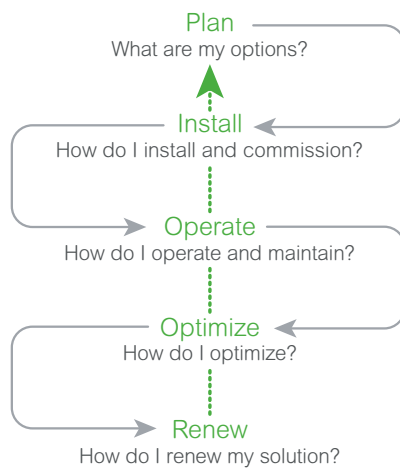 Plan
What are my options?
Install
How do I install and commission?
Operate
How do I operate and maintain?
Optimize
How do I optimize?
Renew
How do I renew my solution?